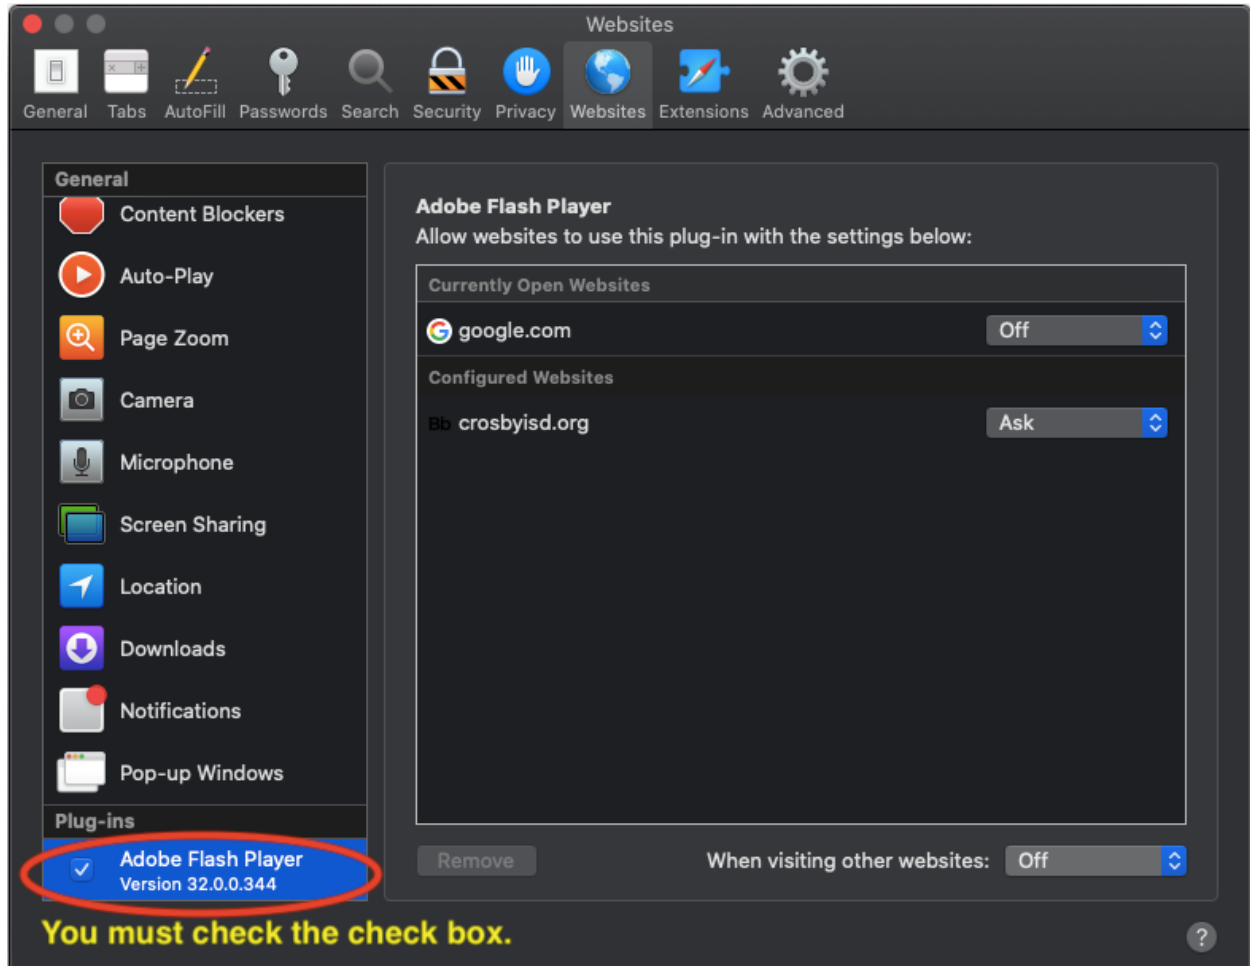 Websites
General Tabs AutoFill Passwords Search Security Privacy Websites Extensions Advanced
General
Content Blockers
Auto-Play
Page Zoom
Camera
Microphone
Screen Sharing
Location
Downloads
Notifications
Pop-up Windows
Plug-ins
Adobe Flash Player
Version 32.0.0.344
Adobe Flash Player
Allow websites to use this plug-in with the settings below:
Currently Open Websites
G google.com Off
Configured Websites
Bb crosbyisd.org Ask
Remove When visiting other websites: Off
You must check the check box.
?